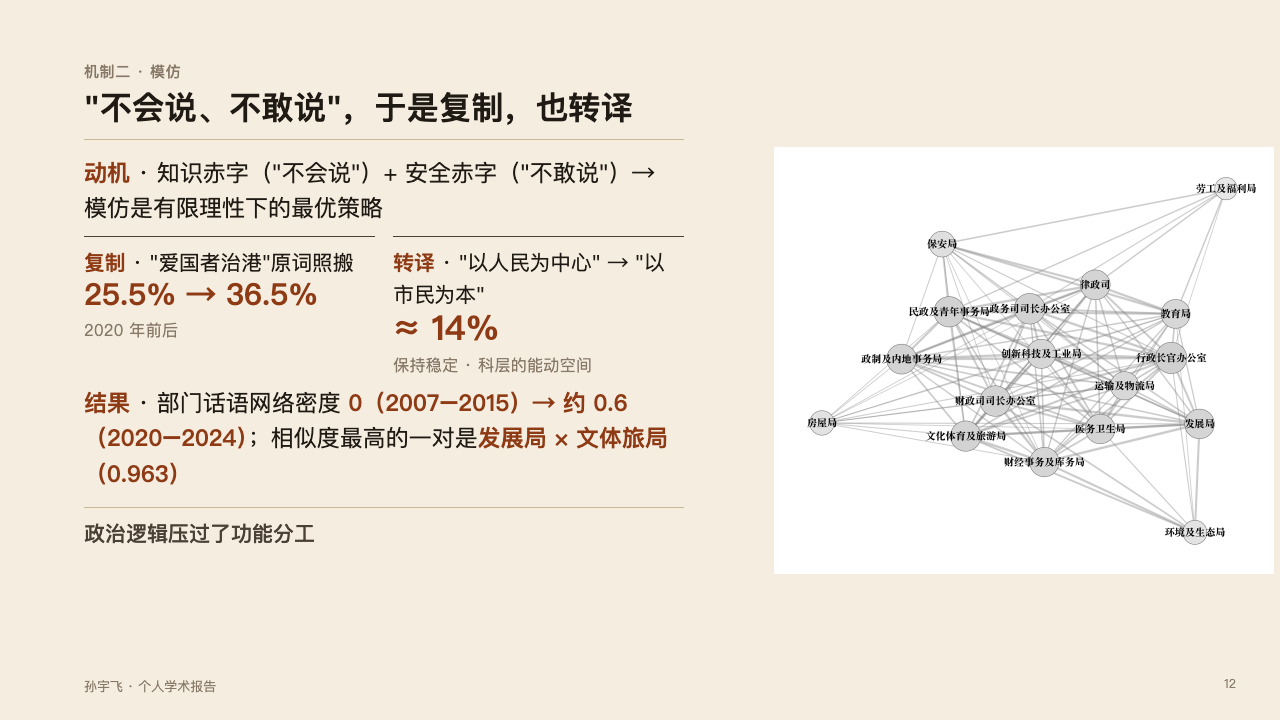 机制二 · 模仿
"不会说、不敢说"，于是复制，也转译
动机 · 知识赤字（"不会说"）+ 安全赤字（"不敢说"）→
模仿是有限理性下的最优策略
复制 · "爱国者治港"原词照搬
25.5% → 36.5%
2020 年前后
转译 · "以人民为中心" → "以
市民为本"
≈ 14%
保持稳定 · 科层的能动空间
结果 · 部门话语网络密度 0（2007—2015）→ 约 0.6
（2020—2024）；相似度最高的一对是发展局 × 文体旅局
（0.963）
政治逻辑压过了功能分工
劳工及福利局
保安局
律政司
民政及青年事务局
政务司司长办公室
教育局
政制及内地事务局
创新科技及工业局
行政长官办公室
运输及物流局
财政司司长办公室
房屋局
文化体育及旅游局
医务卫生局
发展局
财经事务及库务局
环境及生态局
孙宇飞 · 个人学术报告
12